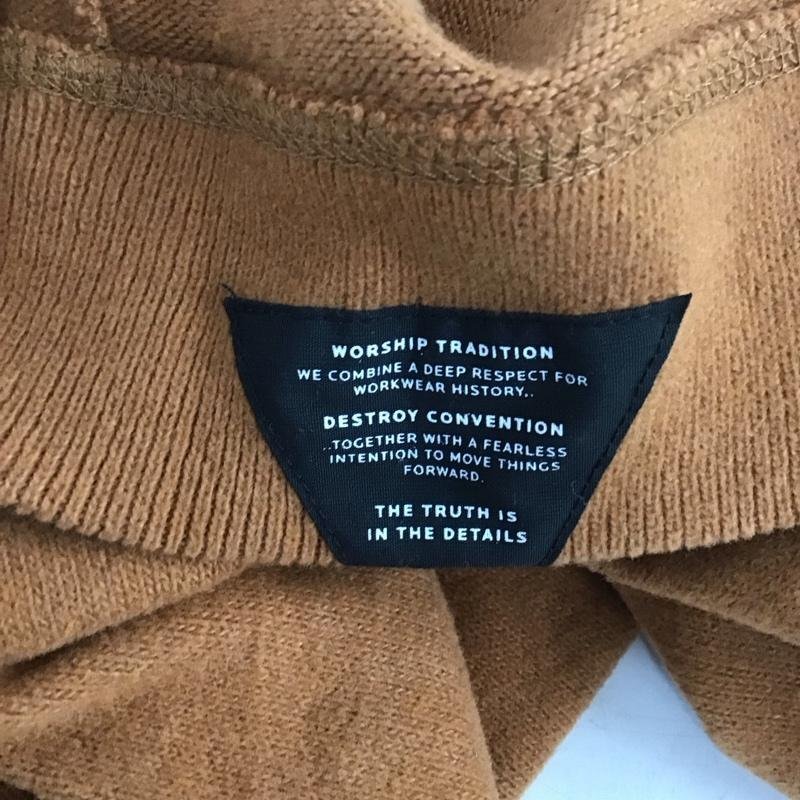 WORSHIP TRADITION
WE COMBINE A DEEP RESPECT FOR
WORKWEAR HISTORY..
DESTROY CONVENTION
..TOGETHER WITH A FEARLESS
INTENTION TO MOVE THINGS
FORWARD.
THE TRUTH IS
IN THE DETAILS